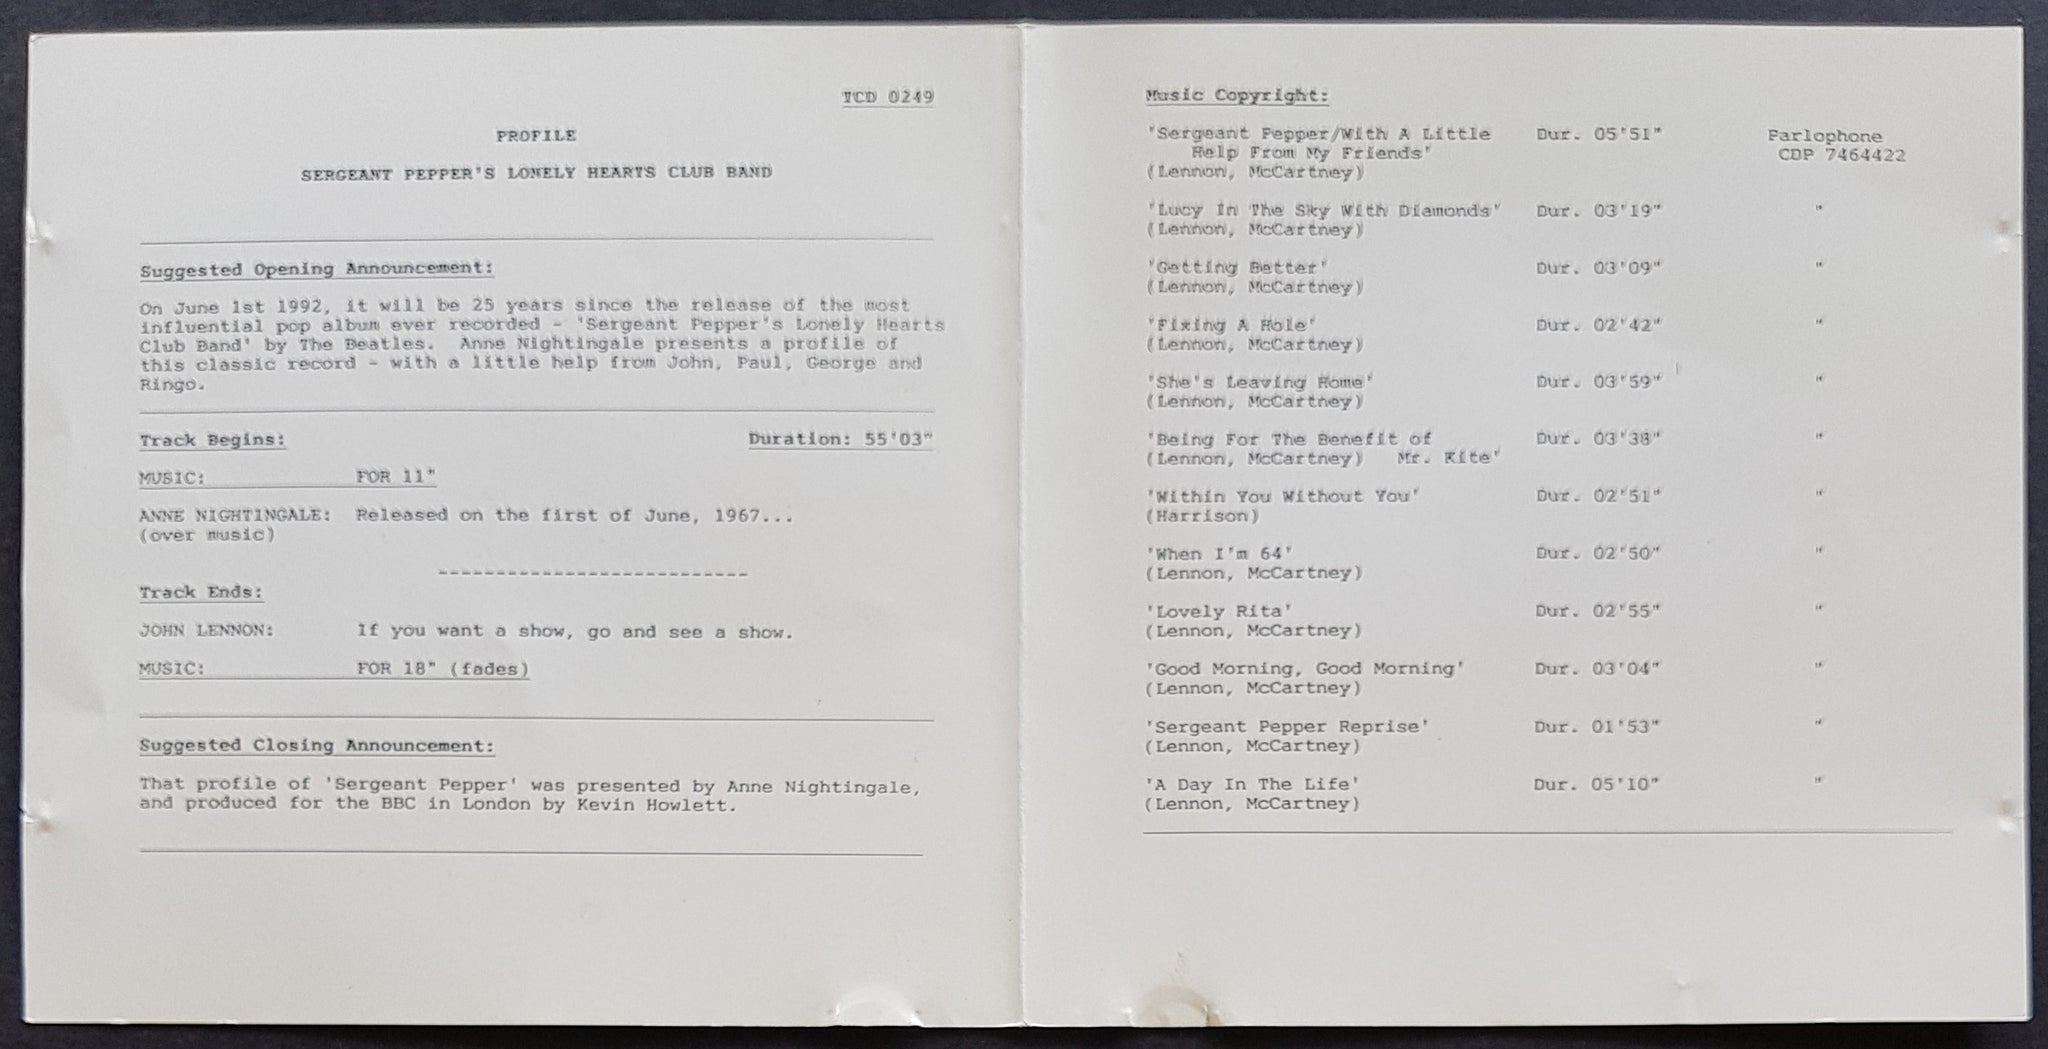 TCD 0249
PROFILE
SERGEANT PEPPER'S LONELY HEARTS CLUB BAND
Suggested Opening Announcement:
On June 1st 1992, it will be 25 years since the release of the most
influential pop album ever recorded - 'Sergeant Pepper's Lonely Hearts
Club Band' by The Beatles. Anne Nightingale presents a profile of
this classic record - with a little help from John, Paul, George and
Ringo.
Track Begins: Duration: 55'03"
MUSIC: FOR 11"
ANNE NIGHTINGALE: Released on the first of June, 1967...
(over music)
---------------------------
Track Ends:
JOHN LENNON: If you want a show, go and see a show.
MUSIC: FOR 18" (fades)
Suggested Closing Announcement:
That profile of 'Sergeant Pepper' was presented by Anne Nightingale,
and produced for the BBC in London by Kevin Howlett.
Music Copyright:
'Sergeant Pepper/With A Little Dur. 05'51" Parlophone
Help From My Friends' CDP 7464422
(Lennon, McCartney)
'Lucy In The Sky With Diamonds' Dur. 03'19" "
(Lennon, McCartney)
'Getting Better' Dur. 03'09" "
(Lennon, McCartney)
'Fixing A Hole' Dur. 02'42" "
(Lennon, McCartney)
'She's Leaving Home' Dur. 03'59" "
(Lennon, McCartney)
'Being For The Benefit of Dur. 03'38" "
(Lennon, McCartney) Mr. Kite'
'Within You Without You' Dur. 02'51" "
(Harrison)
'When I'm 64' Dur. 02'50" "
(Lennon, McCartney)
'Lovely Rita' Dur. 02'55" "
(Lennon, McCartney)
'Good Morning, Good Morning' Dur. 03'04" "
(Lennon, McCartney)
'Sergeant Pepper Reprise' Dur. 01'53" "
(Lennon, McCartney)
'A Day In The Life' Dur. 05'10" "
(Lennon, McCartney)